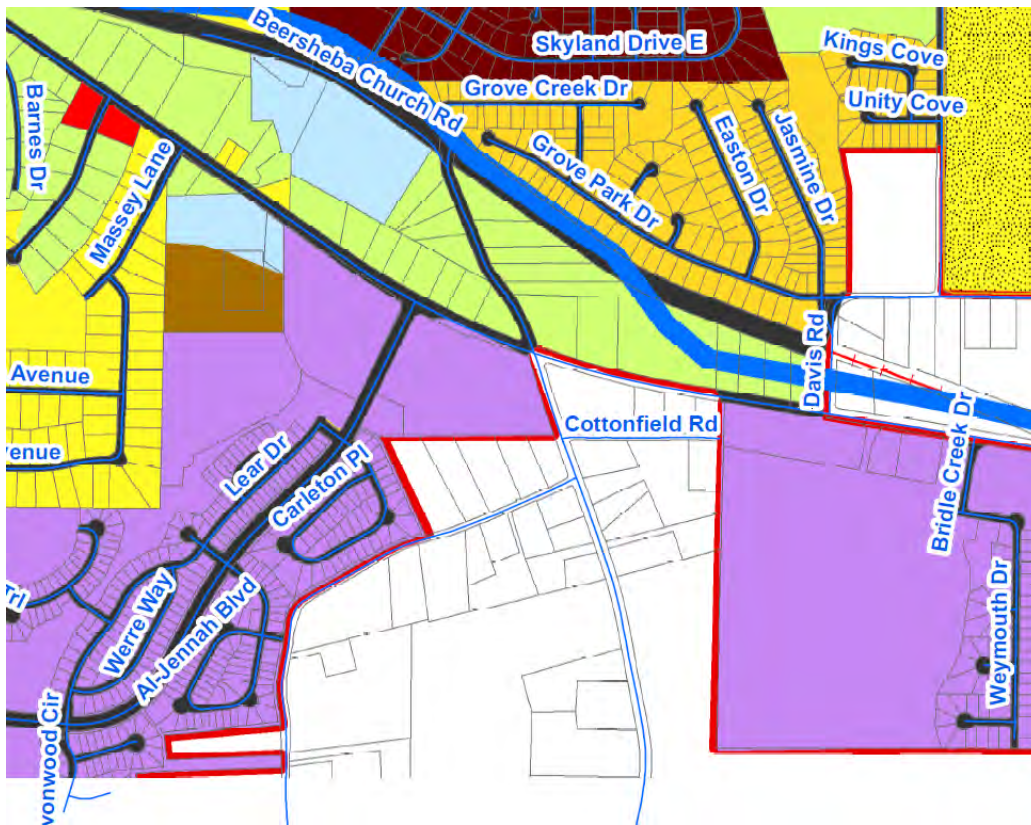 Skyland Drive E
Kings Cove
Beersheba Church Rd
Grove Creek Dr
Unity Cove
Barnes Dr
Massey Lane
Grove Park Dr
Easton Dr
Jasmine Dr
Davis Rd
Avenue
Cottonfield Rd
venue
Lear Dr
Carleton Pl
Bridle Creek Dr
Trl
Werre Way
Al-Jennah Blvd
Weymouth Dr
vonwood Cir